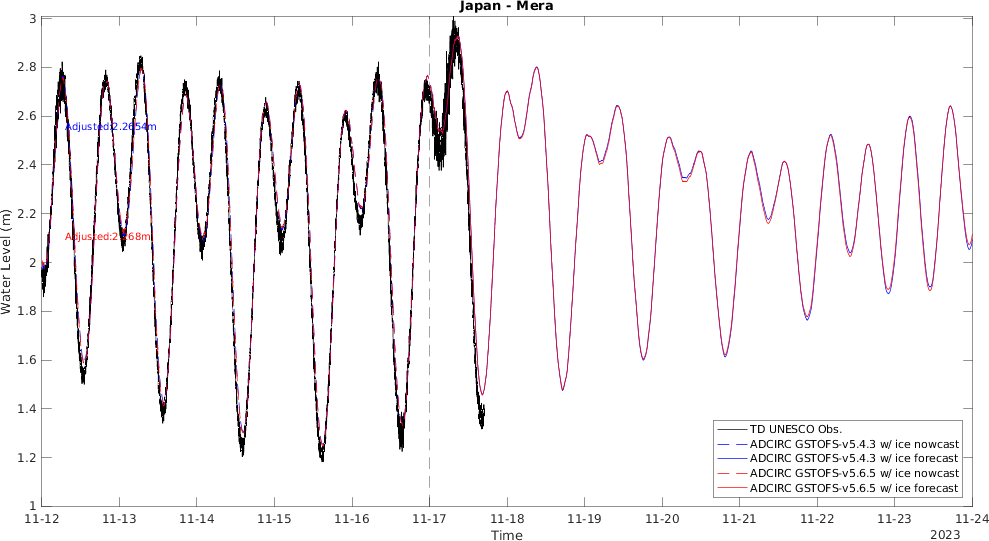 Japan - Mera
3
2.8
2.6
2.4
2.2
2
1.8
1.6
1.4
1.2
1
Water Level (m)
Adjusted:2.2654m
TD UNESCO Obs.
ADCIRC GSTOFS-v5.4.3 w/ ice nowcast
ADCIRC GSTOFS-v5.4.3 w/ ice forecast
ADCIRC GSTOFS-v5.6.5 w/ ice nowcast
ADCIRC GSTOFS-v5.6.5 w/ ice forecast
11-12 11-13 11-14 11-15 11-16 11-17 11-18 11-19 11-20 11-21 11-22 11-23 11-24
Time
2023